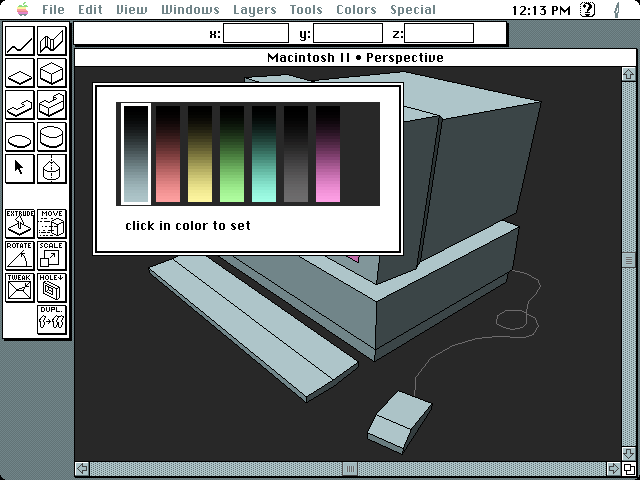 File Edit View Windows Layers Tools Colors Special 12:13 PM
x: y: z:
Macintosh II • Perspective
click in color to set
EXTRUDE MOVE
ROTATE SCALE
TWEAK HOLE↓
DUPL.